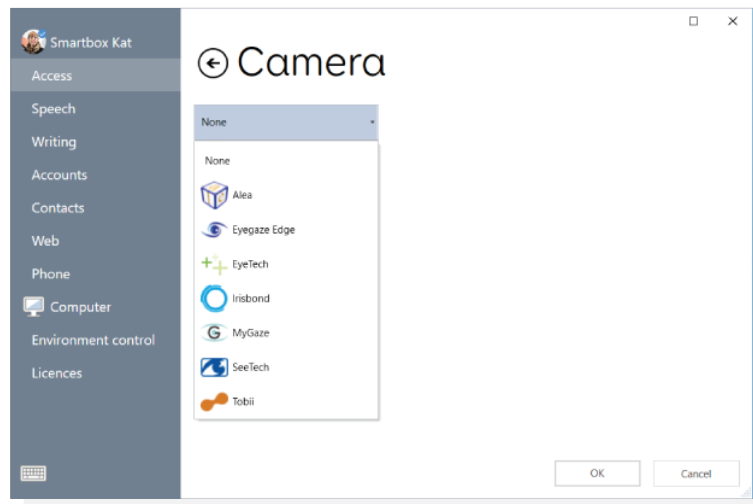 Smartbox Kat
Access
Speech
Writing
Accounts
Contacts
Web
Phone
Computer
Environment control
Licences
Camera
None
None
Alea
Eyegaze Edge
EyeTech
Irisbond
MyGaze
SeeTech
Tobii
OK
Cancel